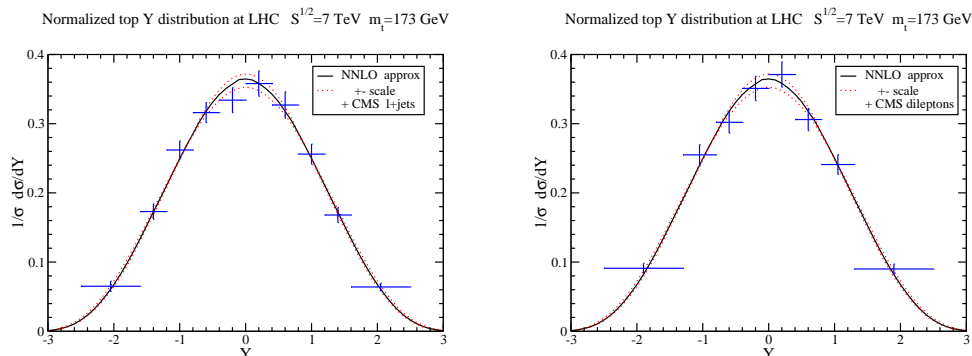 Normalized top Y distribution at LHC S^1/2=7 TeV m_t=173 GeV
1/σ dσ/dY
0.4
0.3
0.2
0.1
0
NNLO approx
+- scale
+ CMS l+jets
-3 -2 -1 0 1 2 3
Y
Normalized top Y distribution at LHC S^1/2=7 TeV m_t=173 GeV
1/σ dσ/dY
0.4
0.3
0.2
0.1
0
NNLO approx
+- scale
+ CMS dileptons
-3 -2 -1 0 1 2 3
Y